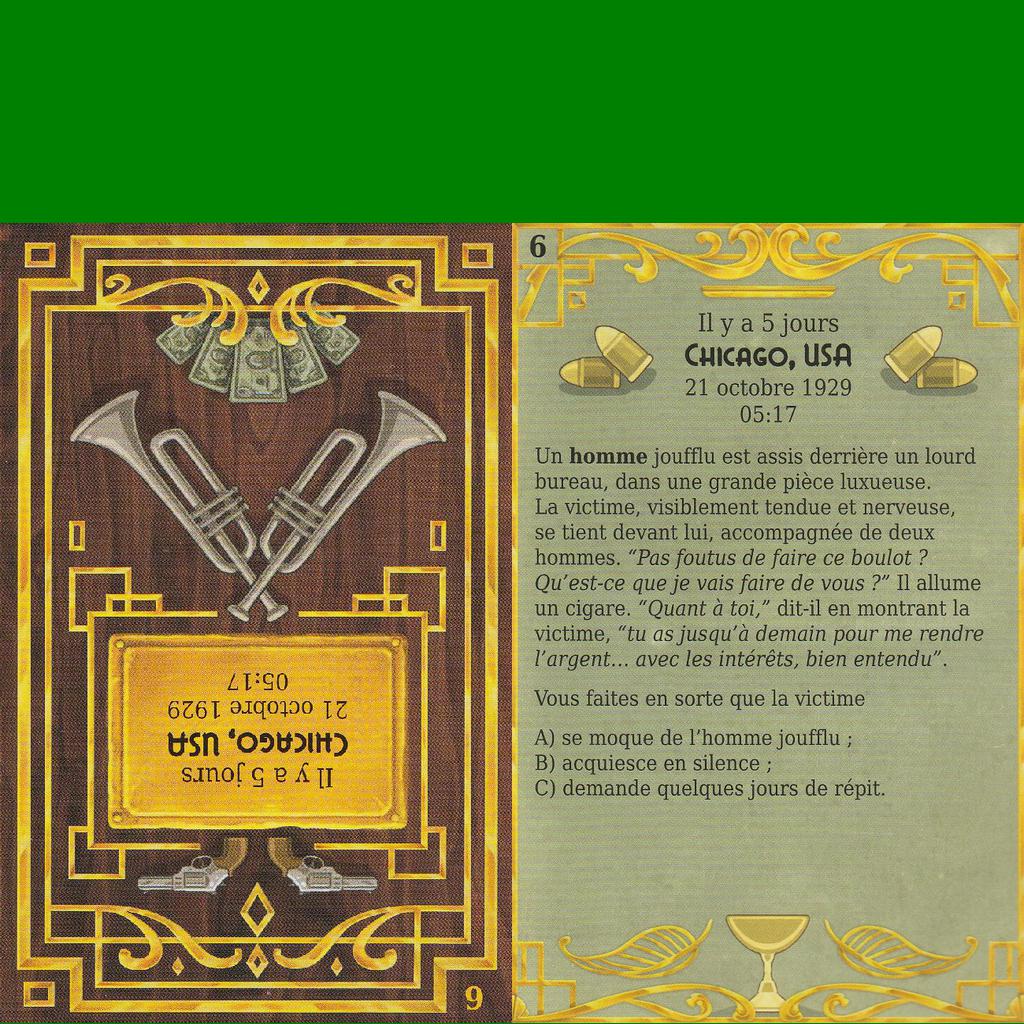 6
Il y a 5 jours
CHICAGO, USA
21 octobre 1929
05:17
6
Il y a 5 jours
CHICAGO, USA
21 octobre 1929
05:17
Un homme joufflu est assis derrière un lourd
bureau, dans une grande pièce luxueuse.
La victime, visiblement tendue et nerveuse,
se tient devant lui, accompagnée de deux
hommes. “Pas foutus de faire ce boulot ?
Qu’est-ce que je vais faire de vous ?” Il allume
un cigare. “Quant à toi,” dit-il en montrant la
victime, “tu as jusqu’à demain pour me rendre
l’argent… avec les intérêts, bien entendu”.
Vous faites en sorte que la victime
A) se moque de l’homme joufflu ;
B) acquiesce en silence ;
C) demande quelques jours de répit.